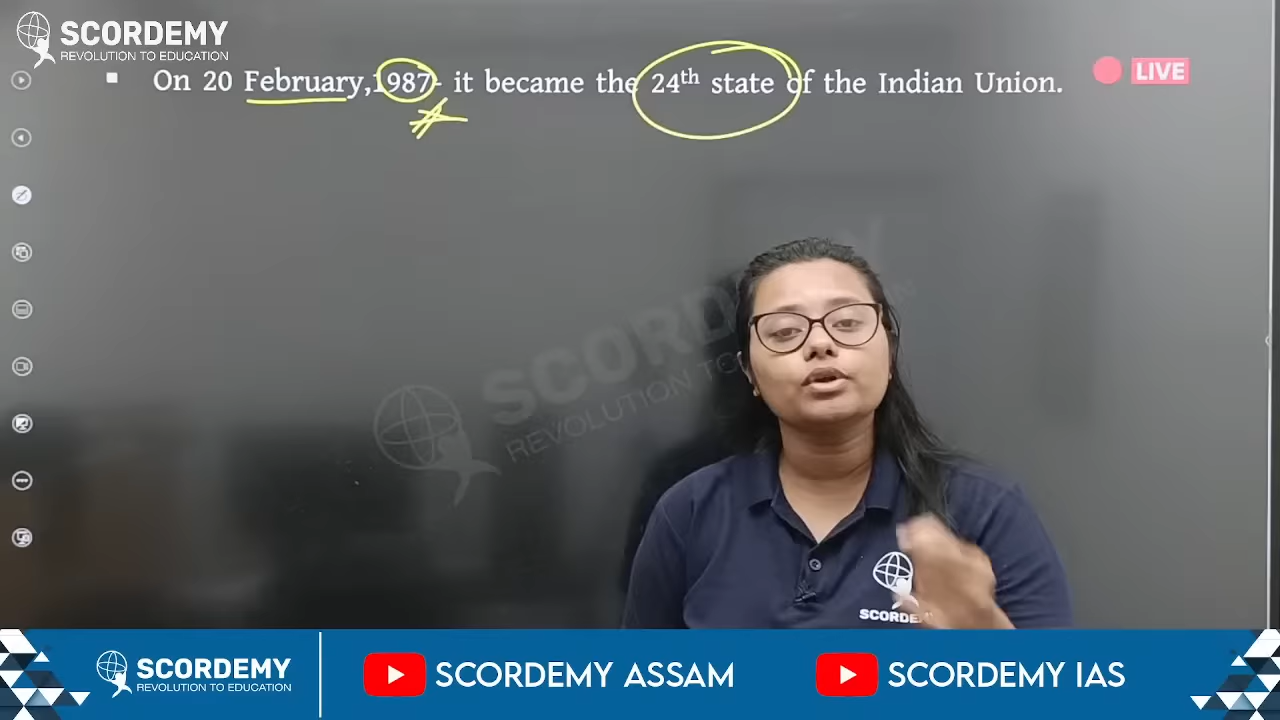 SCORDEMY
REVOLUTION TO EDUCATION
▪ On 20 February,1987- it became the 24th state of the Indian Union.
LIVE
SCORDEMY
REVOLUTION TO
SCORDEMY
SCORDEMY
REVOLUTION TO EDUCATION
SCORDEMY ASSAM
SCORDEMY IAS